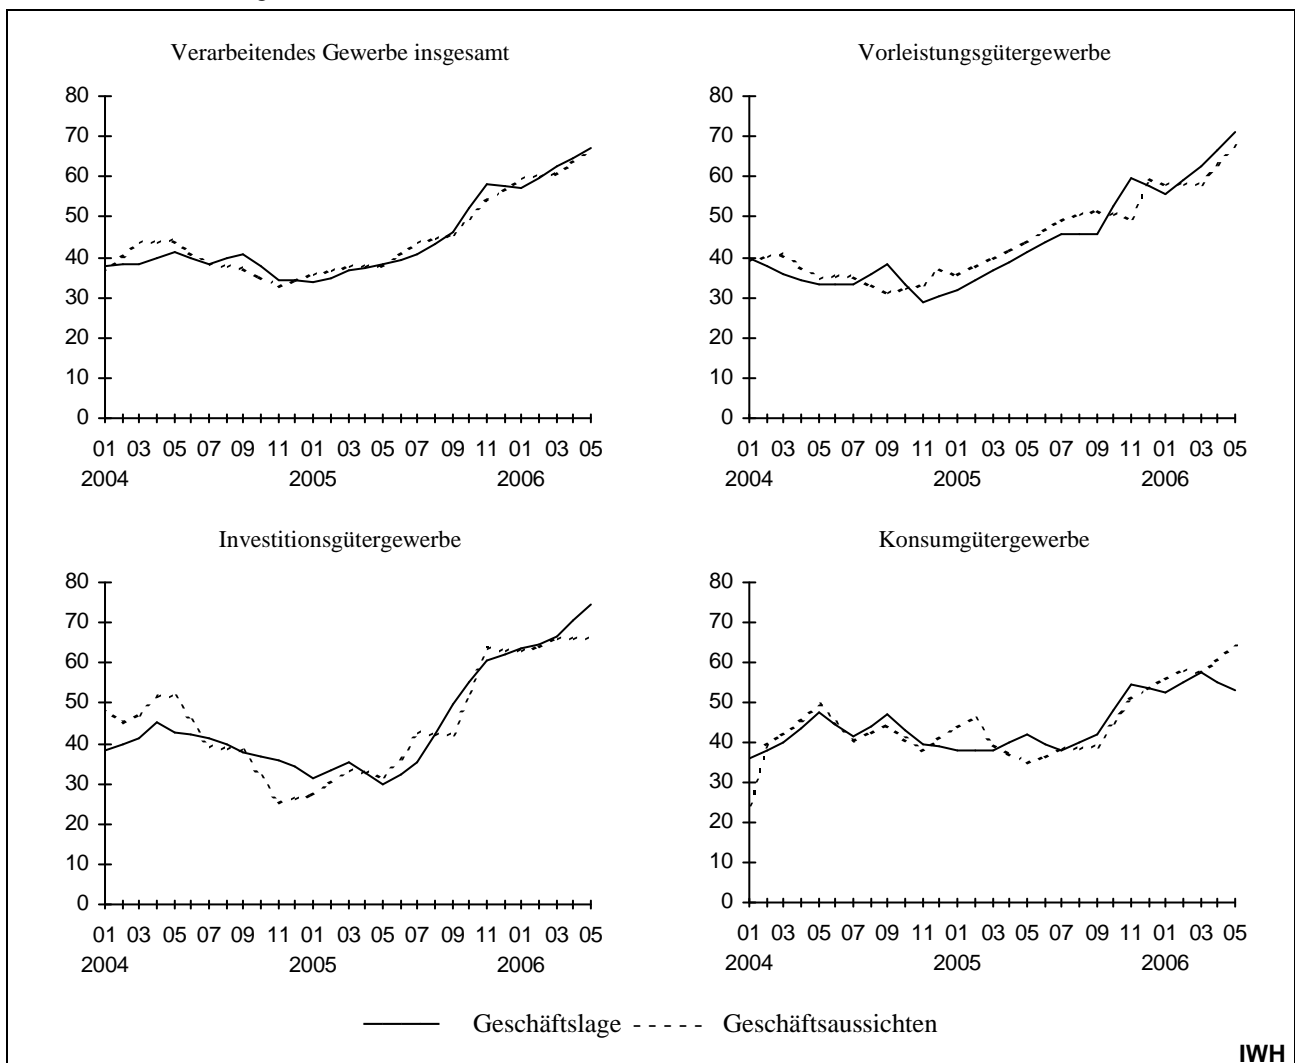 Verarbeitendes Gewerbe insgesamt
80
70
60
50
40
30
20
10
0
01 03 05 07 09 11 01 03 05 07 09 11 01 03 05
2004 2005 2006
Vorleistungsgütergewerbe
80
70
60
50
40
30
20
10
0
01 03 05 07 09 11 01 03 05 07 09 11 01 03 05
2004 2005 2006
Investitionsgütergewerbe
80
70
60
50
40
30
20
10
0
01 03 05 07 09 11 01 03 05 07 09 11 01 03 05
2004 2005 2006
Konsumgütergewerbe
80
70
60
50
40
30
20
10
0
01 03 05 07 09 11 01 03 05 07 09 11 01 03 05
2004 2005 2006
Geschäftslage ----- Geschäftsaussichten
IWH